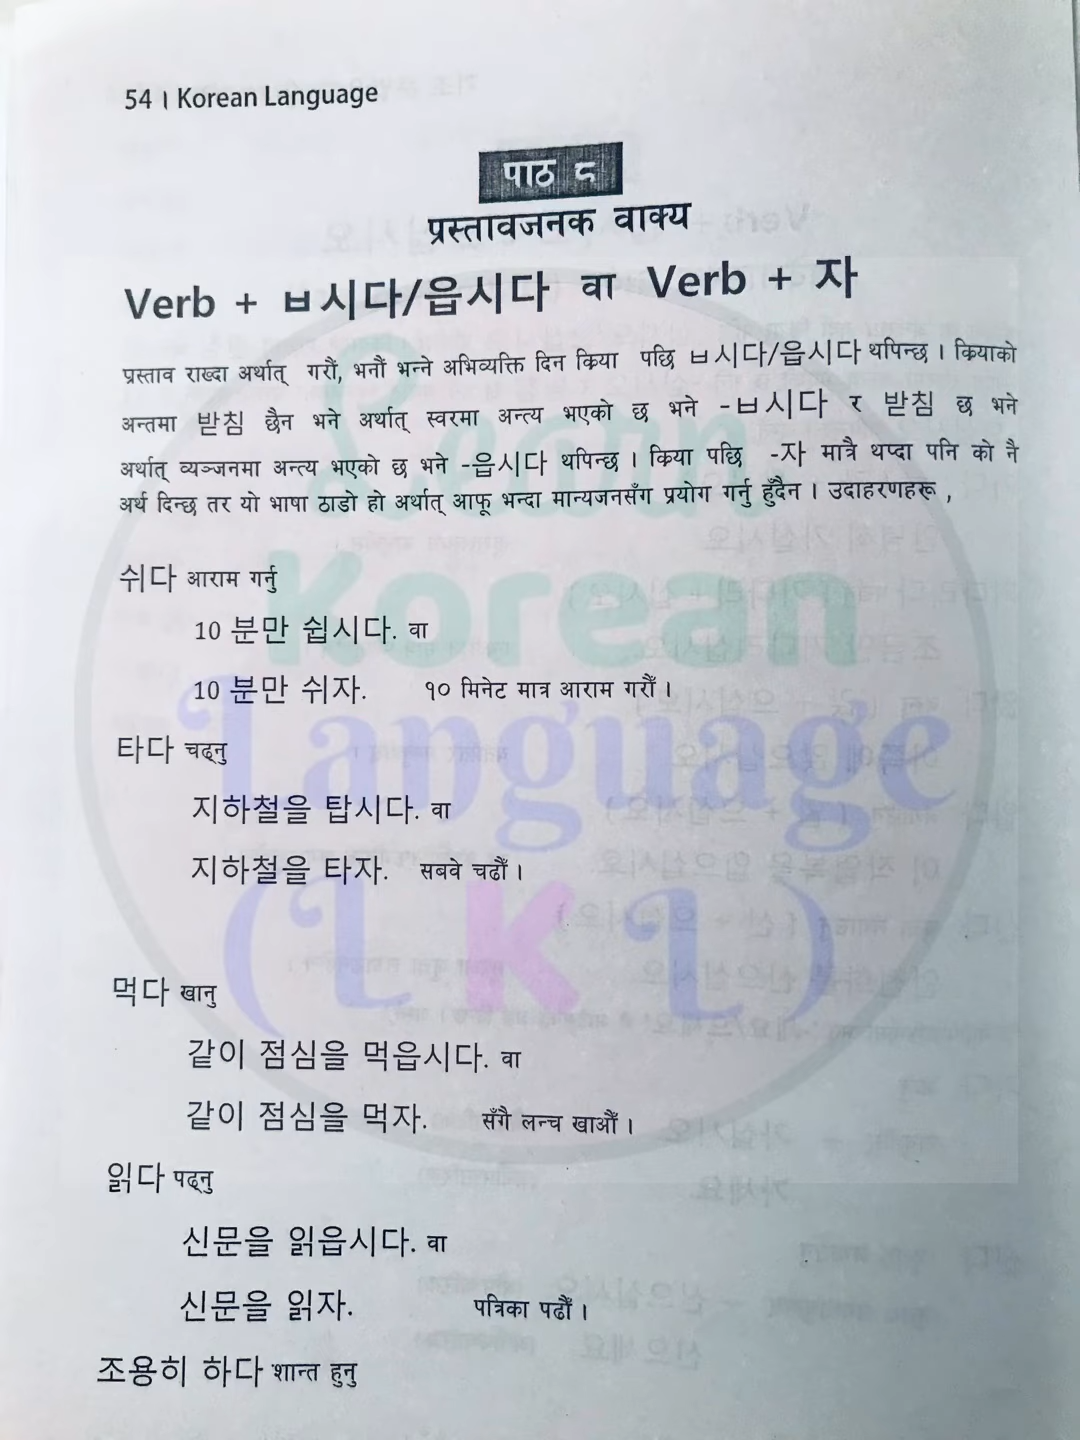 54 । Korean Language
पाठ ८
प्रस्तावजनक वाक्य
Verb + ㅂ시다/읍시다 वा Verb + 자
प्रस्ताव राख्दा अर्थात् गरौं, भनौं भन्ने अभिव्यक्ति दिन क्रिया पछि ㅂ시다/읍시다 थपिन्छ । क्रियाको
अन्तमा 받침 छैन भने अर्थात् स्वरमा अन्त्य भएको छ भने -ㅂ시다 र 받침 छ भने
अर्थात् व्यञ्जनमा अन्त्य भएको छ भने -읍시다 थपिन्छ । क्रिया पछि -자 मात्रै थप्दा पनि को नै
अर्थ दिन्छ तर यो भाषा ठाडो हो अर्थात् आफू भन्दा मान्यजनसँग प्रयोग गर्नु हुँदैन । उदाहरणहरू ,
쉬다 आराम गर्नु
10 분만 쉽시다. वा
10 분만 쉬자. १० मिनेट मात्र आराम गरौँ ।
타다 चढ्नु
지하철을 탑시다. वा
지하철을 타자. सबवे चढौँ ।
먹다 खानु
같이 점심을 먹읍시다. वा
같이 점심을 먹자. सँगै लन्च खाऔँ ।
읽다 पढ्नु
신문을 읽읍시다. वा
신문을 읽자. पत्रिका पढौँ ।
조용히 하다 शान्त हुनु
Learn
Korean
Language
(LKL)